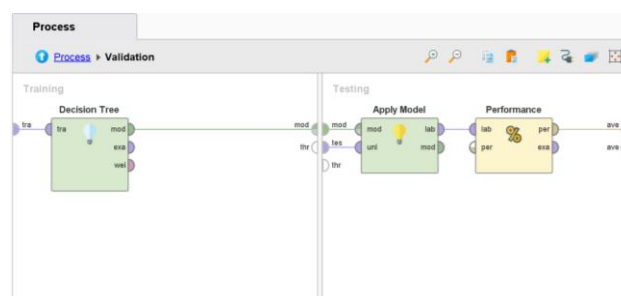 Process
Process ▸ Validation
Training
Testing
Decision Tree
Apply Model
Performance
tra
tra
mod
mod
mod
mod
lab
lab
per
ave
exa
thr
tes
uni
mod
per
exa
ave
wei
thr